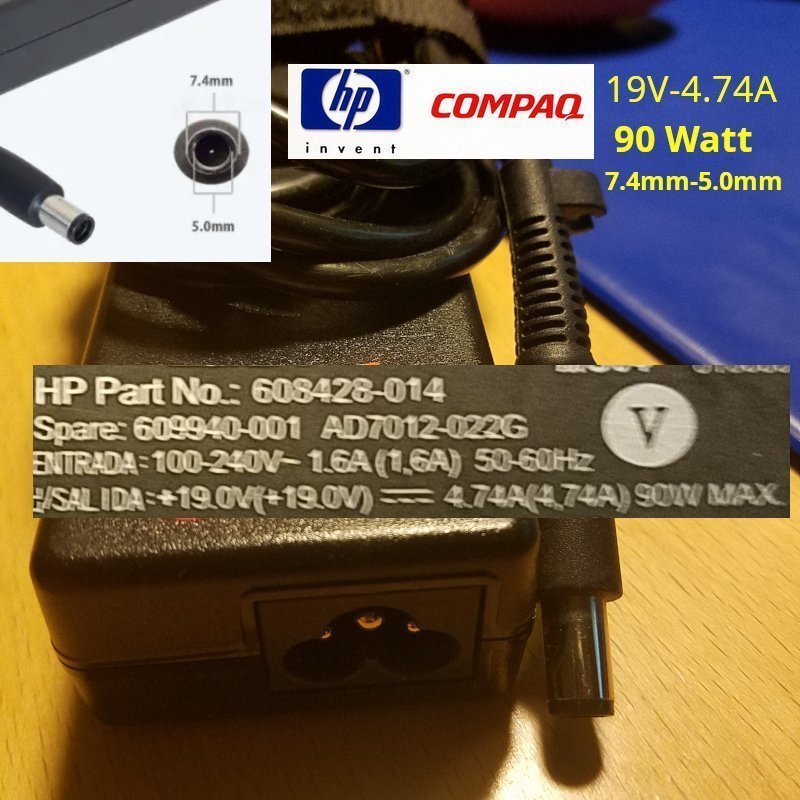 7.4mm
5.0mm
hp
®
invent
COMPAQ
19V-4.74A
90 Watt
7.4mm-5.0mm
HP Part No.: 608428-014
Spare: 609940-001 AD7012-022G
ENTRADA:100-240V~ 1.6A(1,6A) 50-60Hz
/SALIDA:+19.0V(+19.0V) 4.74A(4,74A) 90W MAX.
V